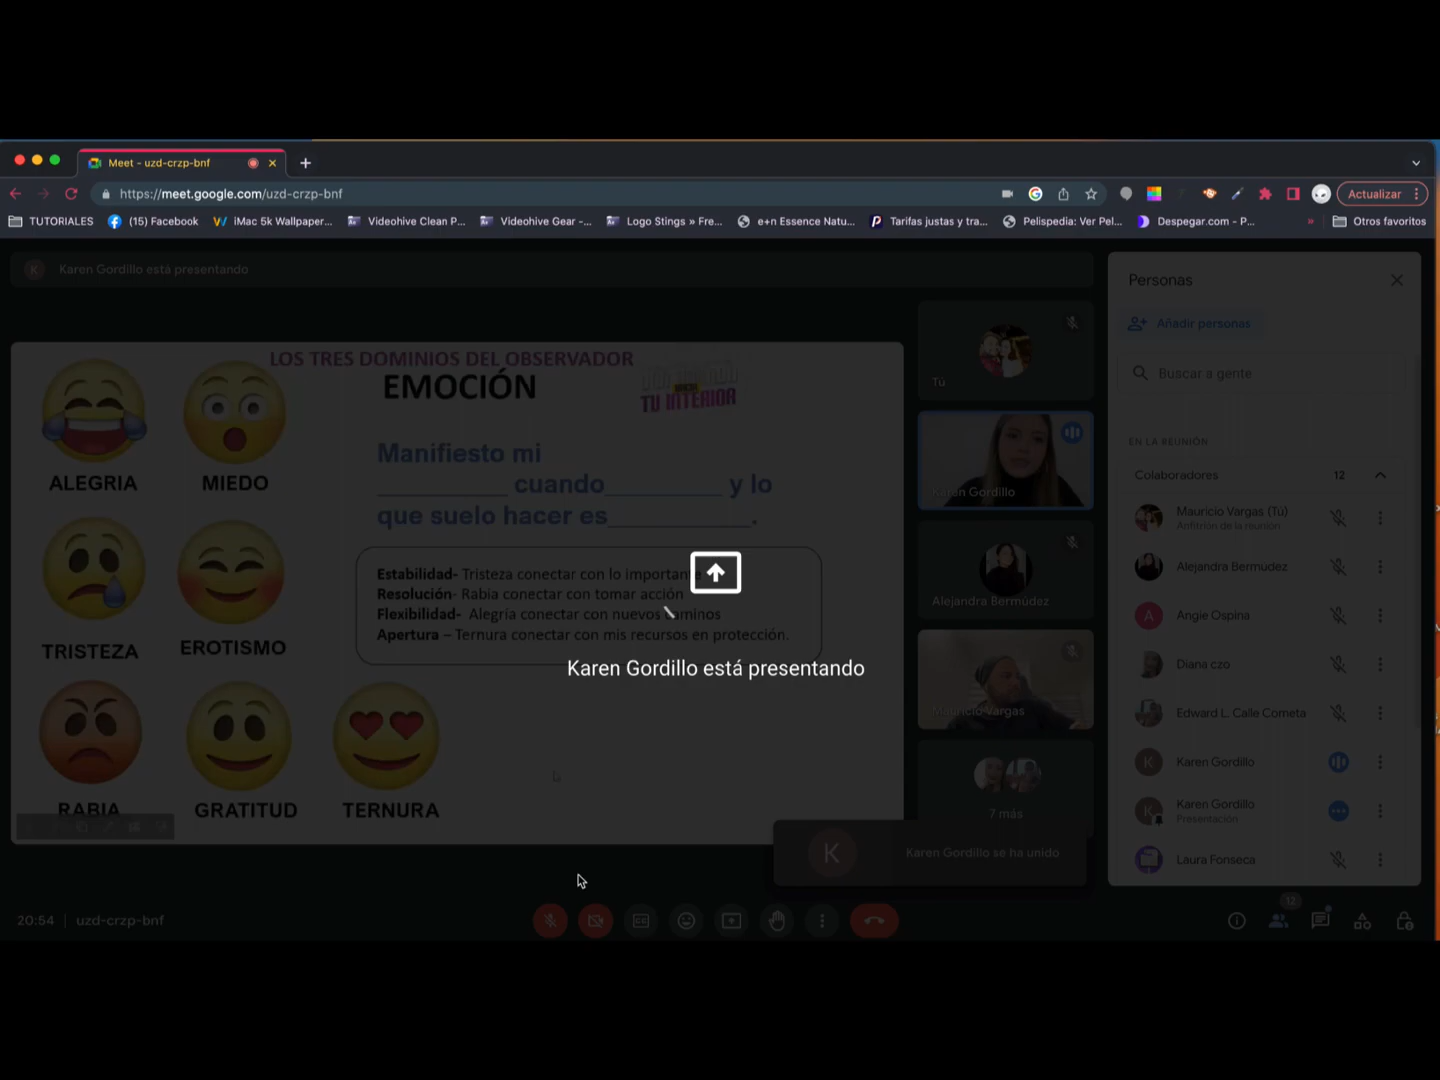 Meet - uzd-crzp-bnf
https://meet.google.com/uzd-crzp-bnf
Actualizar
TUTORIALES
(15) Facebook
iMac 5k Wallpaper...
Videohive Clean P...
Videohive Gear -...
Logo Stings » Fre...
e+n Essence Natu...
Tarifas justas y tra...
Pelispedia: Ver Pel...
Despegar.com - P...
»
Otros favoritos
K Karen Gordillo está presentando
LOS TRES DOMINIOS DEL OBSERVADOR
EMOCIÓN
TU INTERIOR
Manifiesto mi
__________ cuando_________ y lo
que suelo hacer es___________.
ALEGRIA
MIEDO
Estabilidad- Tristeza conectar con lo
Resolución- Rabia conectar con tomar acción
Flexibilidad- Alegría conectar con nuevos
Apertura – Ternura conectar con mis recursos en protección.
TRISTEZA
EROTISMO
RABIA
GRATITUD
TERNURA
Karen Gordillo está presentando
Tú
Karen Gordillo
Alejandra Bermúdez
Mauricio Vargas
7 más
K Karen Gordillo se ha unido
Personas
Añadir personas
Buscar a gente
EN LA REUNIÓN
Colaboradores 12
Mauricio Vargas (Tú)
Anfitrión de la reunión
Alejandra Bermúdez
A Angie Ospina
Diana czo
Edward L. Calle Cometa
K Karen Gordillo
K Karen Gordillo
Presentación
Laura Fonseca
20:54 | uzd-crzp-bnf
12